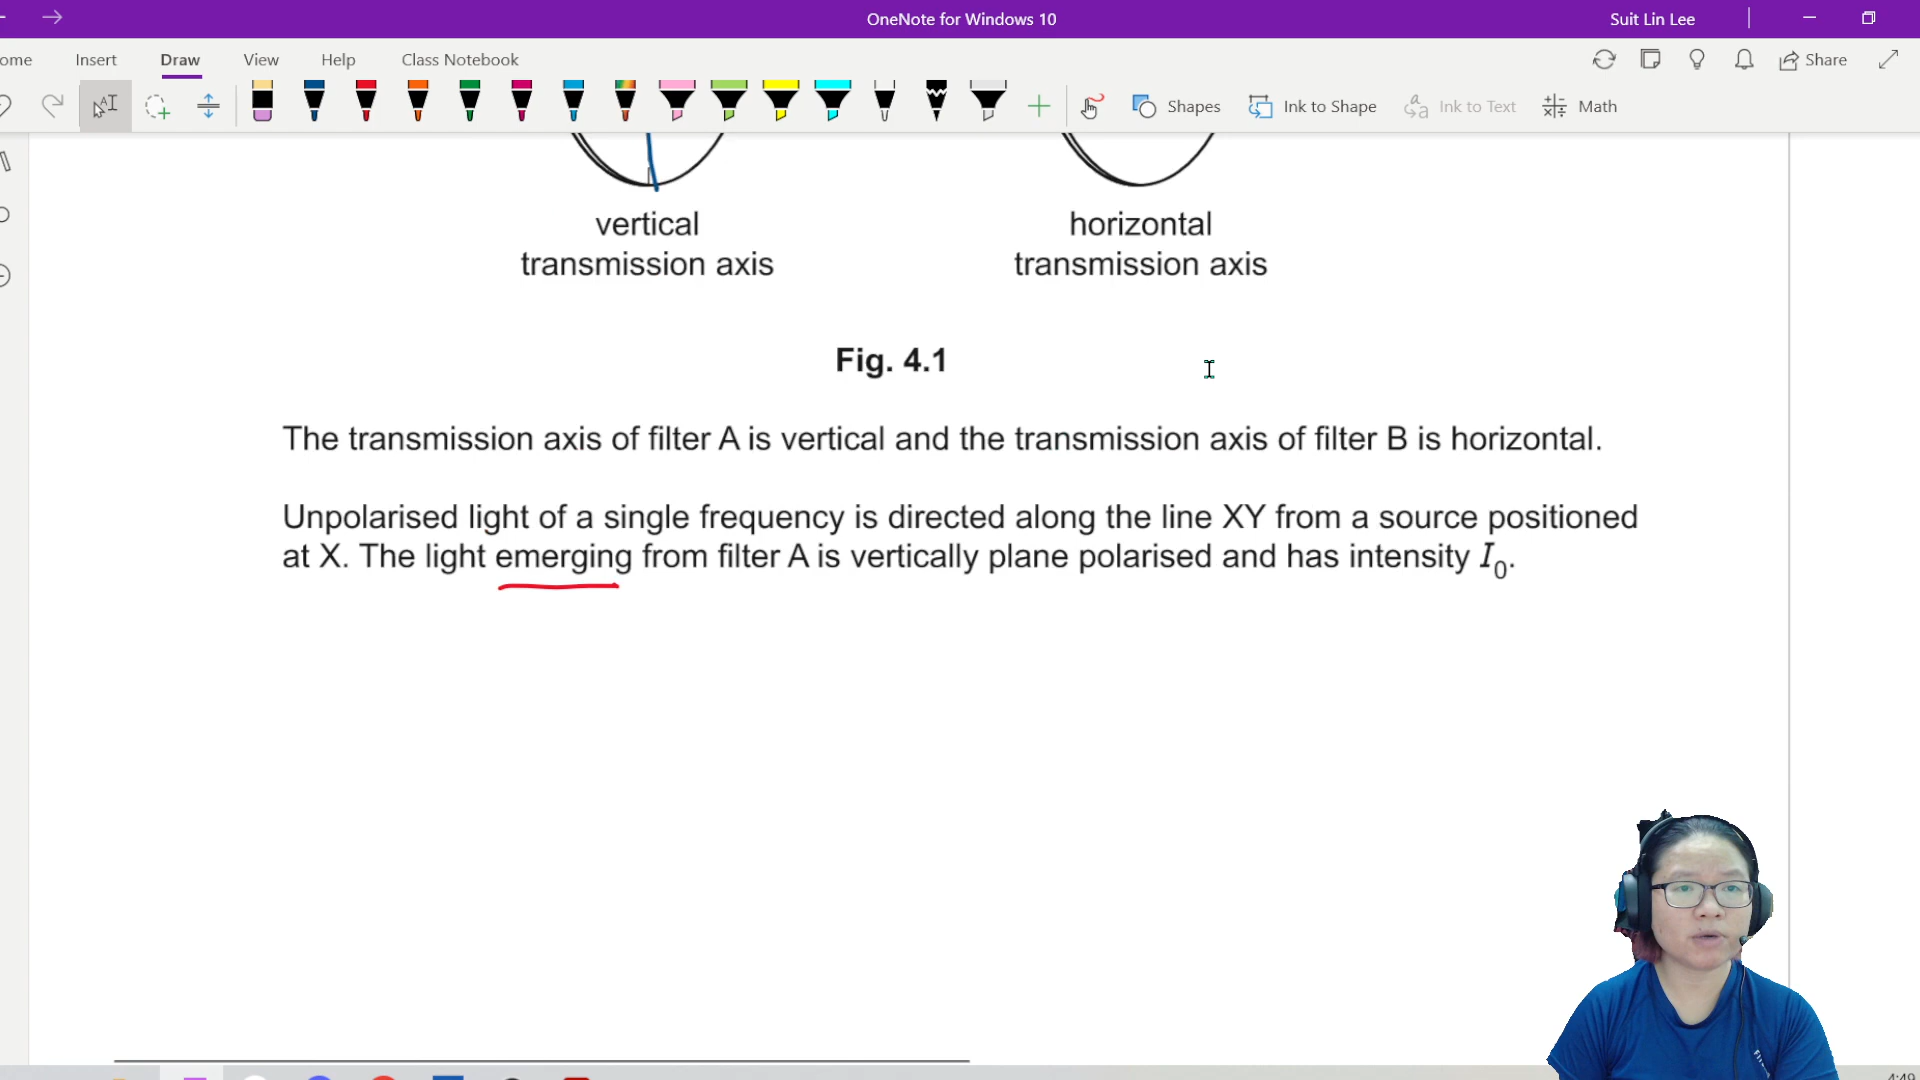 OneNote for Windows 10
Suit Lin Lee
ome
Insert
Draw
View
Help
Class Notebook
Share
Shapes
Ink to Shape
Ink to Text
Math
vertical
transmission axis
horizontal
transmission axis
Fig. 4.1
The transmission axis of filter A is vertical and the transmission axis of filter B is horizontal.
Unpolarised light of a single frequency is directed along the line XY from a source positioned
at X. The light emerging from filter A is vertically plane polarised and has intensity I₀.
4:49